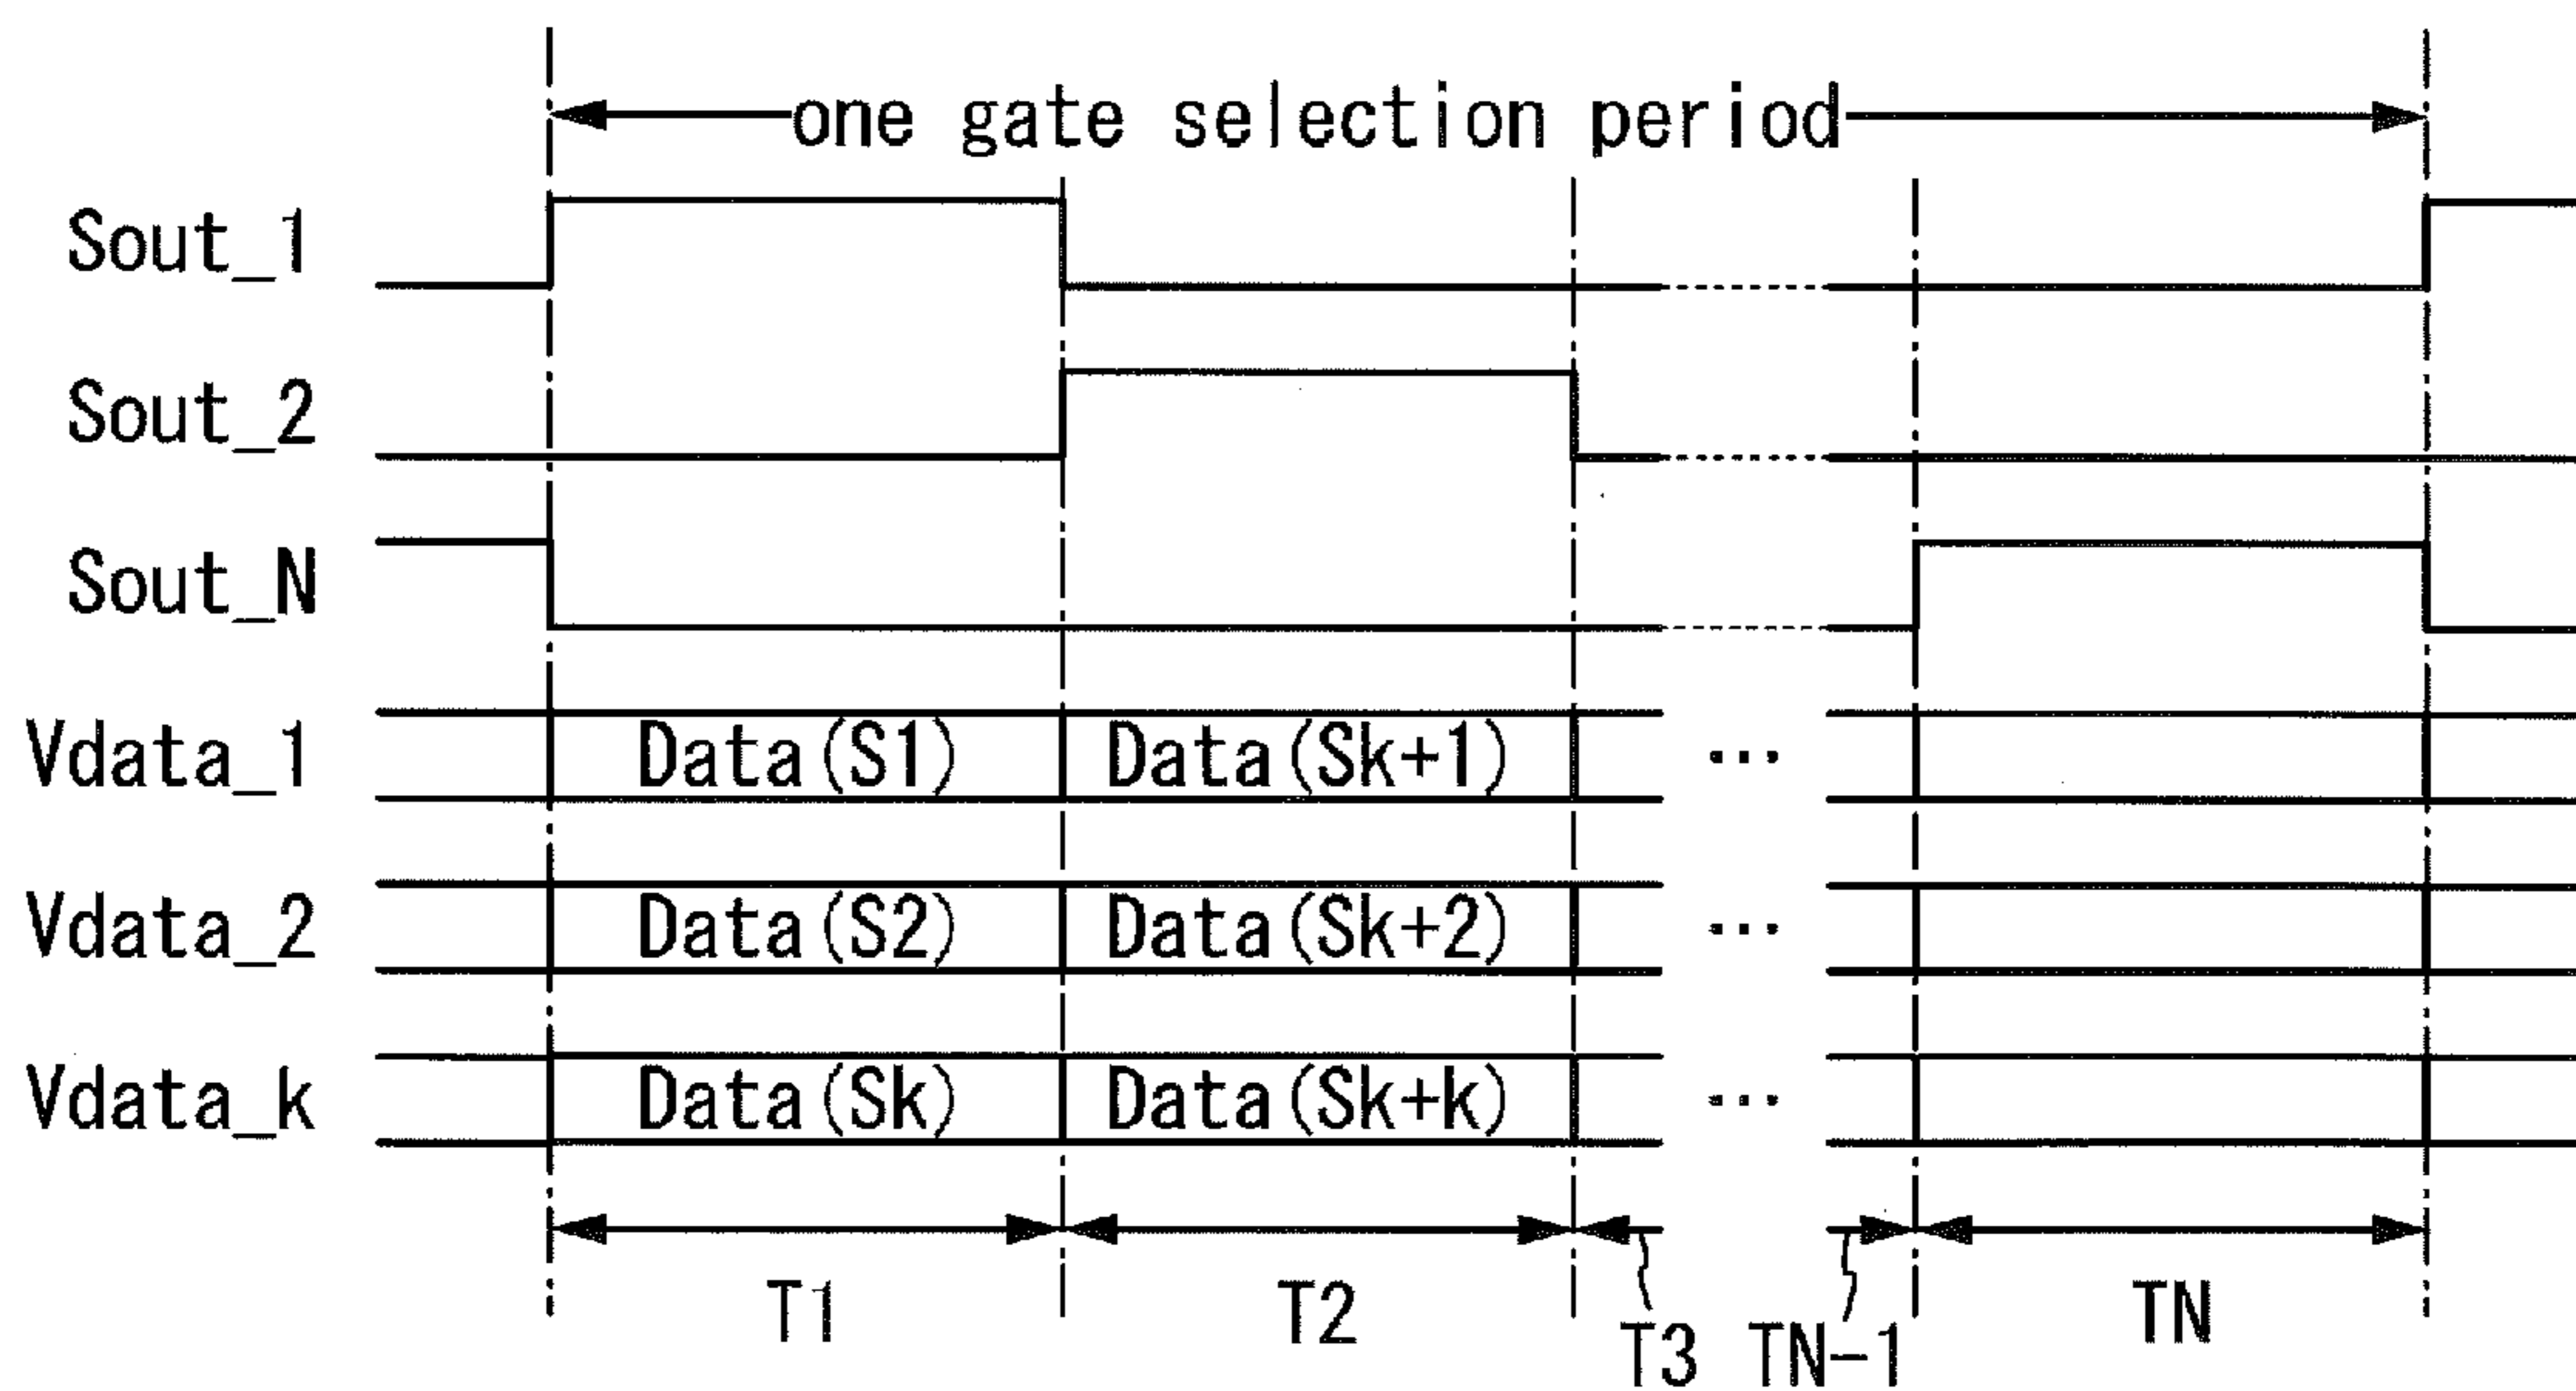 one gate selection period
Sout_1
Sout_2
Sout_N
Vdata_1 Data(S1) Data(Sk+1) ...
Vdata_2 Data(S2) Data(Sk+2) ...
Vdata_k Data(Sk) Data(Sk+k) ...
T1 T2 T3 TN-1 TN